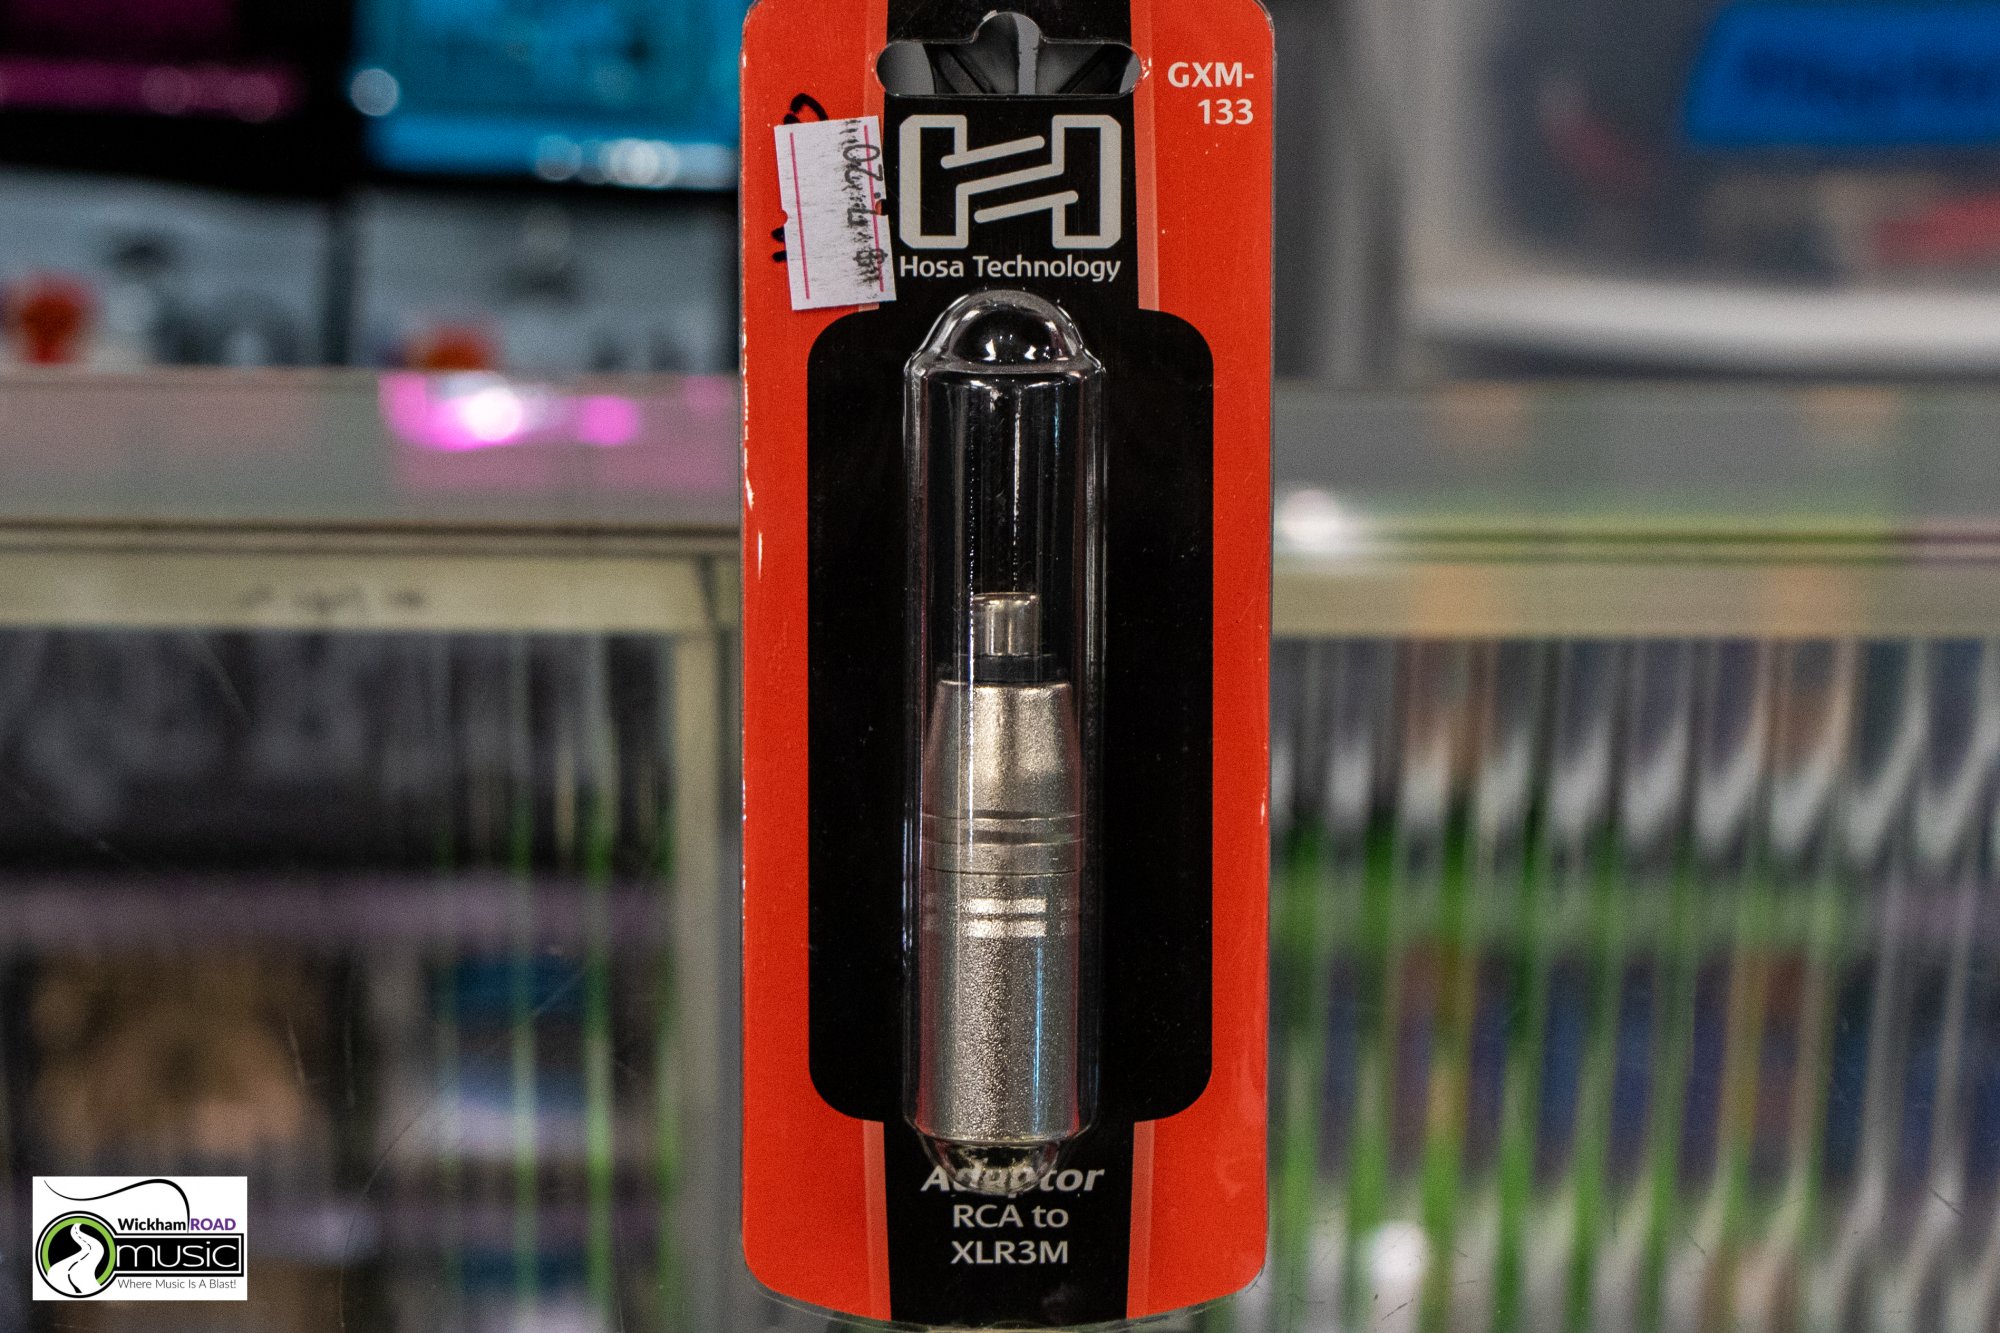 GXM-
133
Hosa Technology
Adaptor
RCA to
XLR3M
Wickham ROAD
music
Where Music Is A Blast!